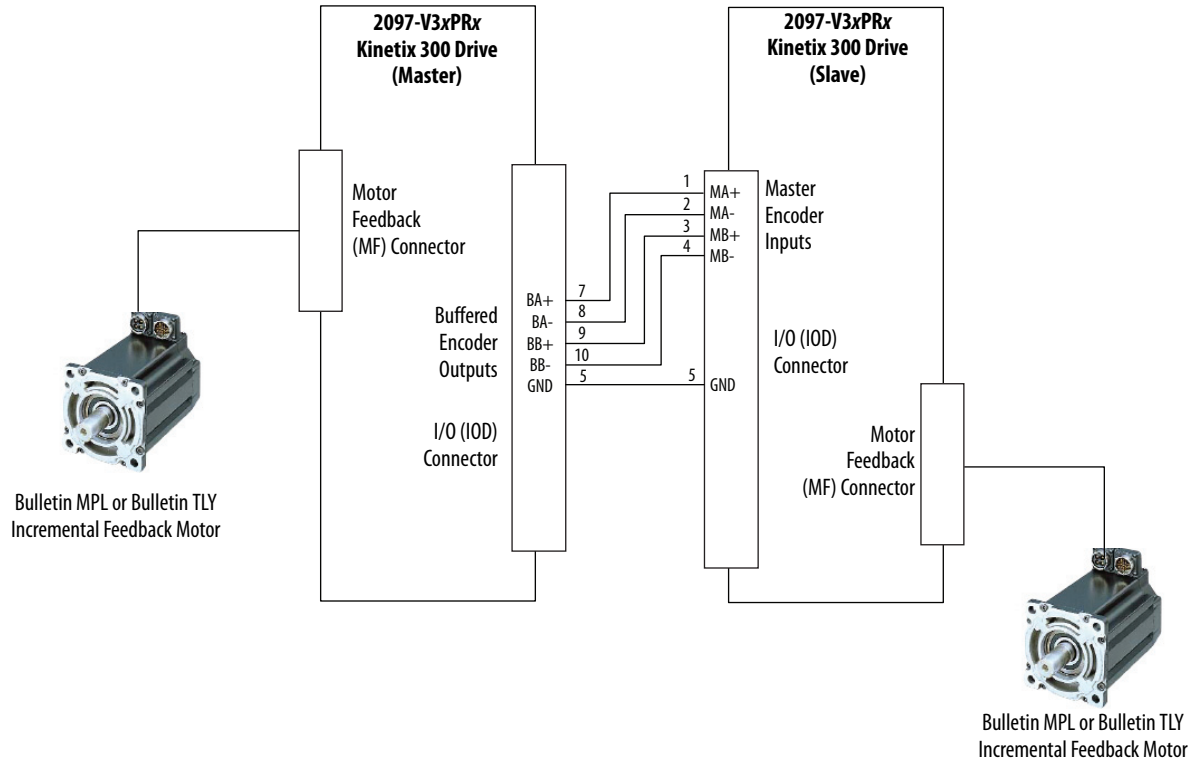 2097-V3xPRx
Kinetix 300 Drive
(Master)
2097-V3xPRx
Kinetix 300 Drive
(Slave)
Motor
Feedback
(MF) Connector
Buffered
Encoder
Outputs
I/O (IOD)
Connector
BA+ 7
BA- 8
BB+ 9
BB- 10
GND 5
1 MA+
2 MA-
3 MB+
4 MB-
5 GND
Master
Encoder
Inputs
I/O (IOD)
Connector
Motor
Feedback
(MF) Connector
Bulletin MPL or Bulletin TLY
Incremental Feedback Motor
Bulletin MPL or Bulletin TLY
Incremental Feedback Motor